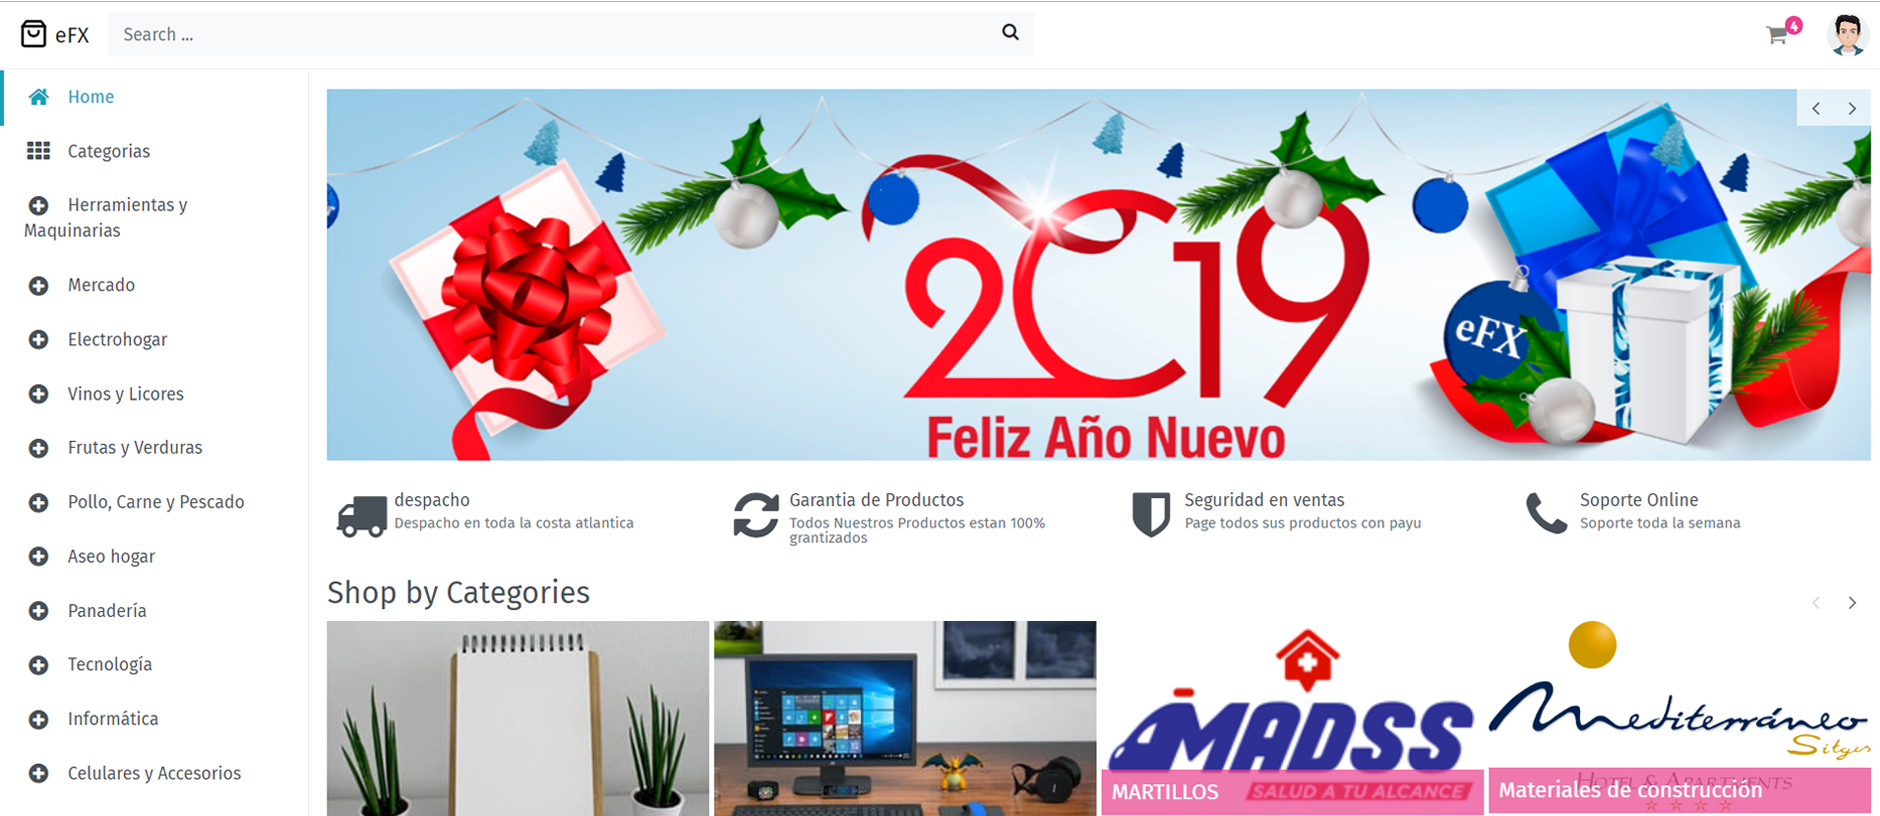 eFX
Search ...
4
Home
Categorias
Herramientas y
Maquinarias
Mercado
Electrohogar
Vinos y Licores
Frutas y Verduras
Pollo, Carne y Pescado
Aseo hogar
Panadería
Tecnología
Informática
Celulares y Accesorios
2019
Feliz Año Nuevo
eFX
despacho
Despacho en toda la costa atlantica
Garantia de Productos
Todos Nuestros Productos estan 100%
grantizados
Seguridad en ventas
Page todos sus productos con payu
Soporte Online
Soporte toda la semana
Shop by Categories
MADSS
SALUD A TU ALCANCE
MARTILLOS
Mediterráneo
Sitges
HOTEL & APARTMENTS
Materiales de construcción